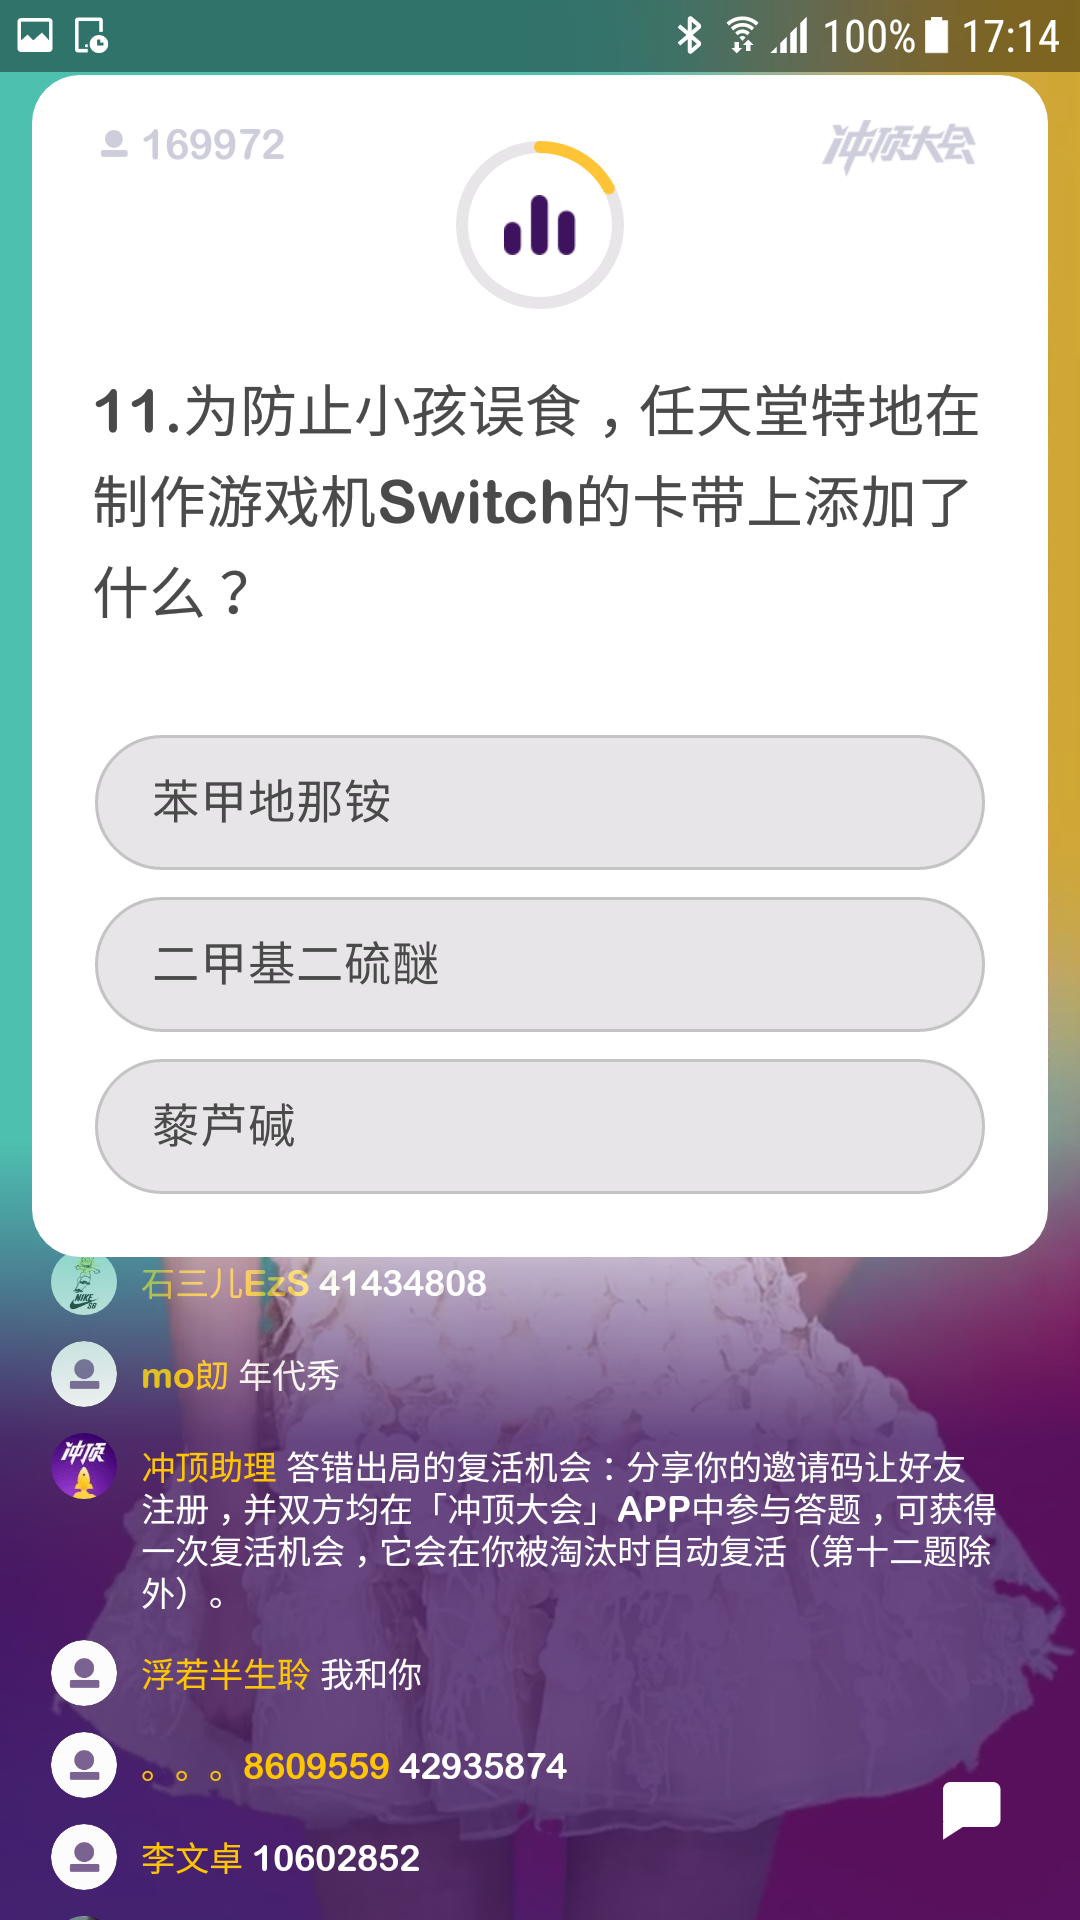 100% 17:14
169972
冲顶大会
11.为防止小孩误食，任天堂特地在
制作游戏机Switch的卡带上添加了
什么？
苯甲地那铵
二甲基二硫醚
藜芦碱
石三儿EzS 41434808
mo卹 年代秀
冲顶助理 答错出局的复活机会：分享你的邀请码让好友
注册，并双方均在「冲顶大会」APP中参与答题，可获得
一次复活机会，它会在你被淘汰时自动复活（第十二题除
外）。
浮若半生聆 我和你
。。。8609559 42935874
李文卓 10602852